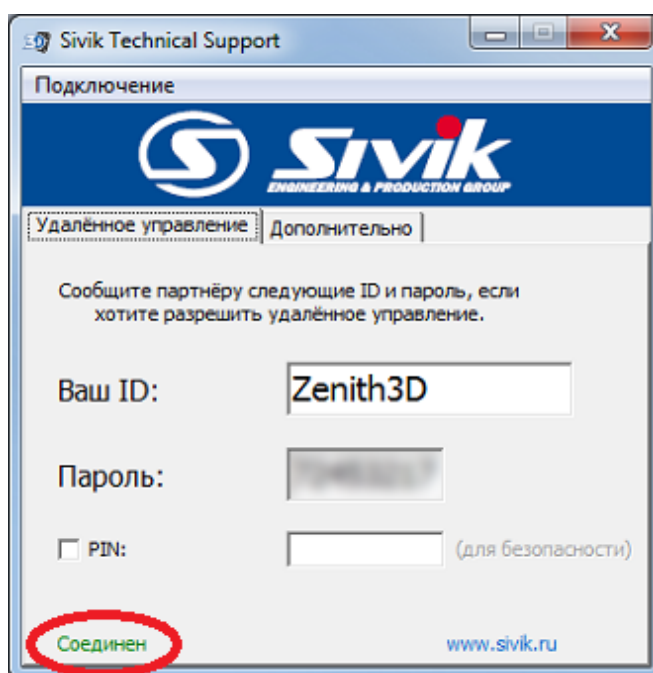 Sivik Technical Support
Подключение
SIVIK
ENGINEERING & PRODUCTION GROUP
Удалённое управление Дополнительно
Сообщите партнёру следующие ID и пароль, если
хотите разрешить удалённое управление.
Ваш ID: Zenith3D
Пароль:
PIN: (для безопасности)
Соединен www.sivik.ru